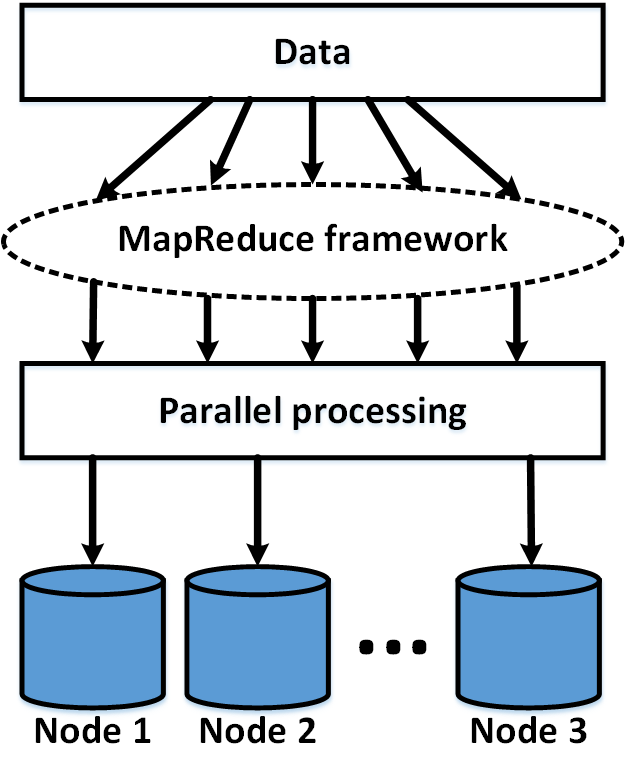 Data
MapReduce framework
Parallel processing
Node 1
Node 2
...
Node 3